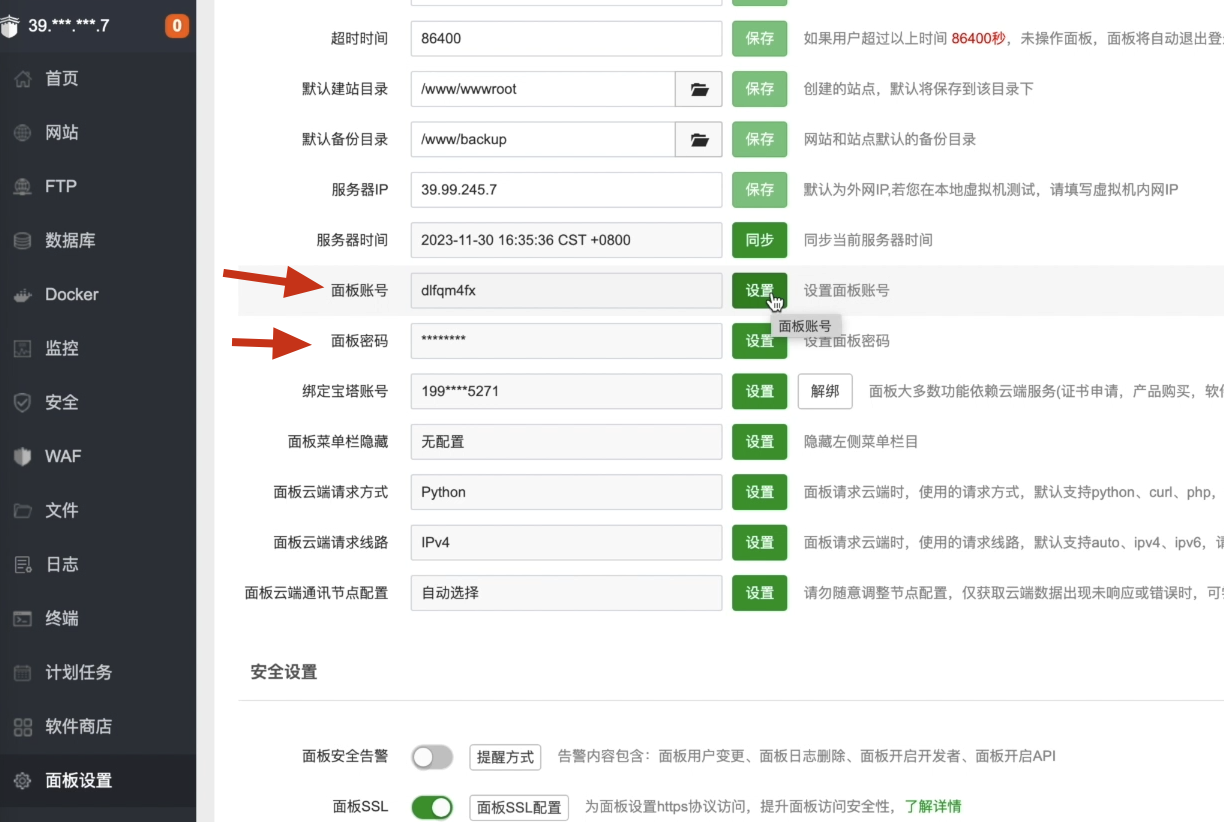 39.***.***.7
0
首页
网站
FTP
数据库
Docker
监控
安全
WAF
文件
日志
终端
计划任务
软件商店
面板设置
超时时间 86400 保存 如果用户超过以上时间 86400秒，未操作面板，面板将自动退出登
默认建站目录 /www/wwwroot 保存 创建的站点，默认将保存到该目录下
默认备份目录 /www/backup 保存 网站和站点默认的备份目录
服务器IP 39.99.245.7 保存 默认为外网IP,若您在本地虚拟机测试，请填写虚拟机内网IP
服务器时间 2023-11-30 16:35:36 CST +0800 同步 同步当前服务器时间
面板账号 dlfqm4fx 设置 设置面板账号
面板账号
面板密码 ******** 设置 设置面板密码
绑定宝塔账号 199****5271 设置 解绑 面板大多数功能依赖云端服务(证书申请，产品购买，软
面板菜单栏隐藏 无配置 设置 隐藏左侧菜单栏目
面板云端请求方式 Python 设置 面板请求云端时，使用的请求方式，默认支持python、curl、php，
面板云端请求线路 IPv4 设置 面板请求云端时，使用的请求线路，默认支持auto、ipv4、ipv6，
面板云端通讯节点配置 自动选择 设置 请勿随意调整节点配置，仅获取云端数据出现未响应或错误时，可
安全设置
面板安全告警 提醒方式 告警内容包含：面板用户变更、面板日志删除、面板开启开发者、面板开启API
面板SSL 面板SSL配置 为面板设置https协议访问，提升面板访问安全性，了解详情